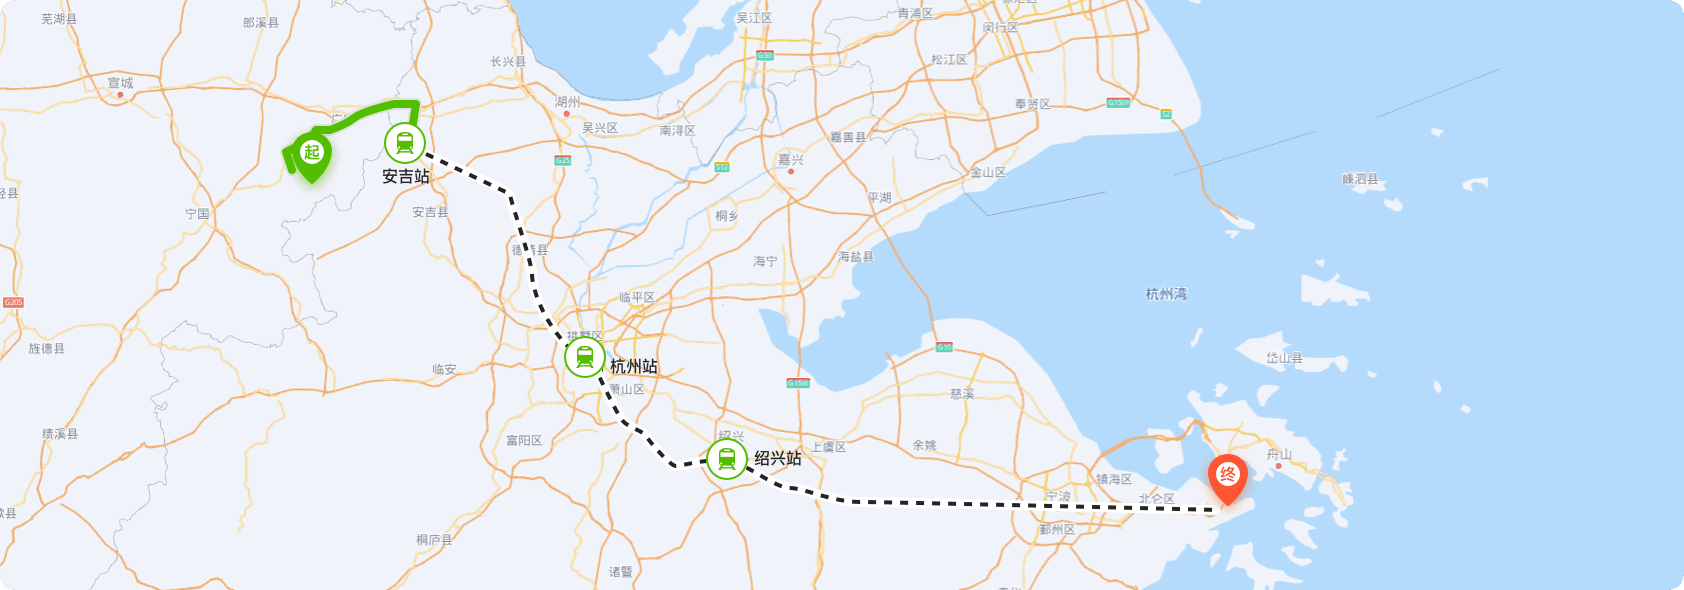 芜湖县
郎溪县
吴江区
青浦区
闵行区
长兴县
G50
松江区
宣城
湖州
奉贤区
G1501
S2
吴兴区
南浔区
嘉善县
起
安吉站
G25
S12
嘉兴
金山区
嵊泗县
宁国
安吉县
桐乡
平湖
德清县
海宁
海盐县
杭州湾
G205
临平区
拱墅区
旌德县
G15
岱山县
杭州站
临安
G15W
萧山区
慈溪
绩溪县
富阳区
绍兴
绍兴站
上虞区
余姚
舟山
终
镇海区
宁波
北仑区
鄞州区
桐庐县
诸暨